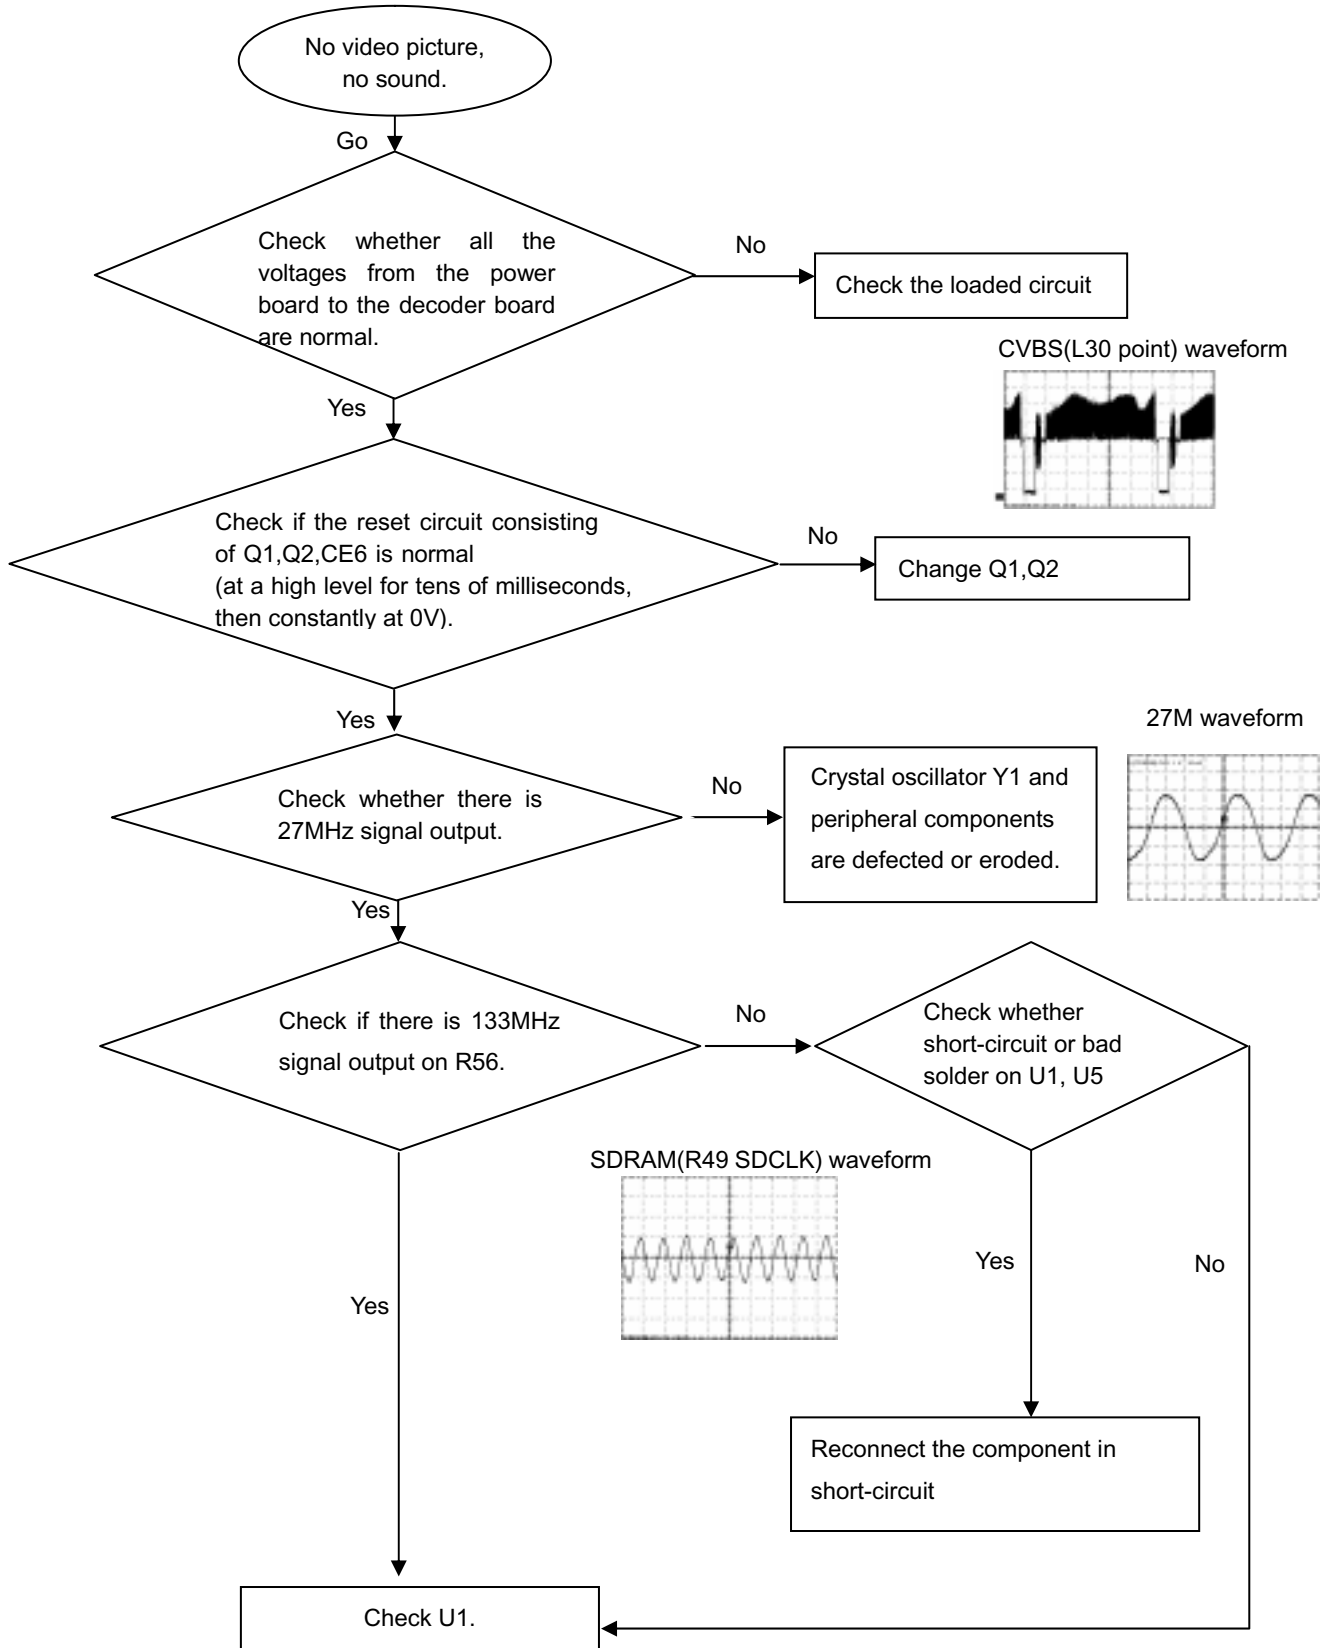 No video picture,
no sound.
Go
Check whether all the
voltages from the power
board to the decoder board
are normal.
No
Check the loaded circuit
CVBS(L30 point) waveform
Yes
Check if the reset circuit consisting
of Q1,Q2,CE6 is normal
(at a high level for tens of milliseconds,
then constantly at 0V).
No
Change Q1,Q2
Yes
27M waveform
Check whether there is
27MHz signal output.
No
Crystal oscillator Y1 and
peripheral components
are defected or eroded.
Yes
Check if there is 133MHz
signal output on R56.
No
Check whether
short-circuit or bad
solder on U1, U5
SDRAM(R49 SDCLK) waveform
Yes
No
Yes
Reconnect the component in
short-circuit
Check U1.